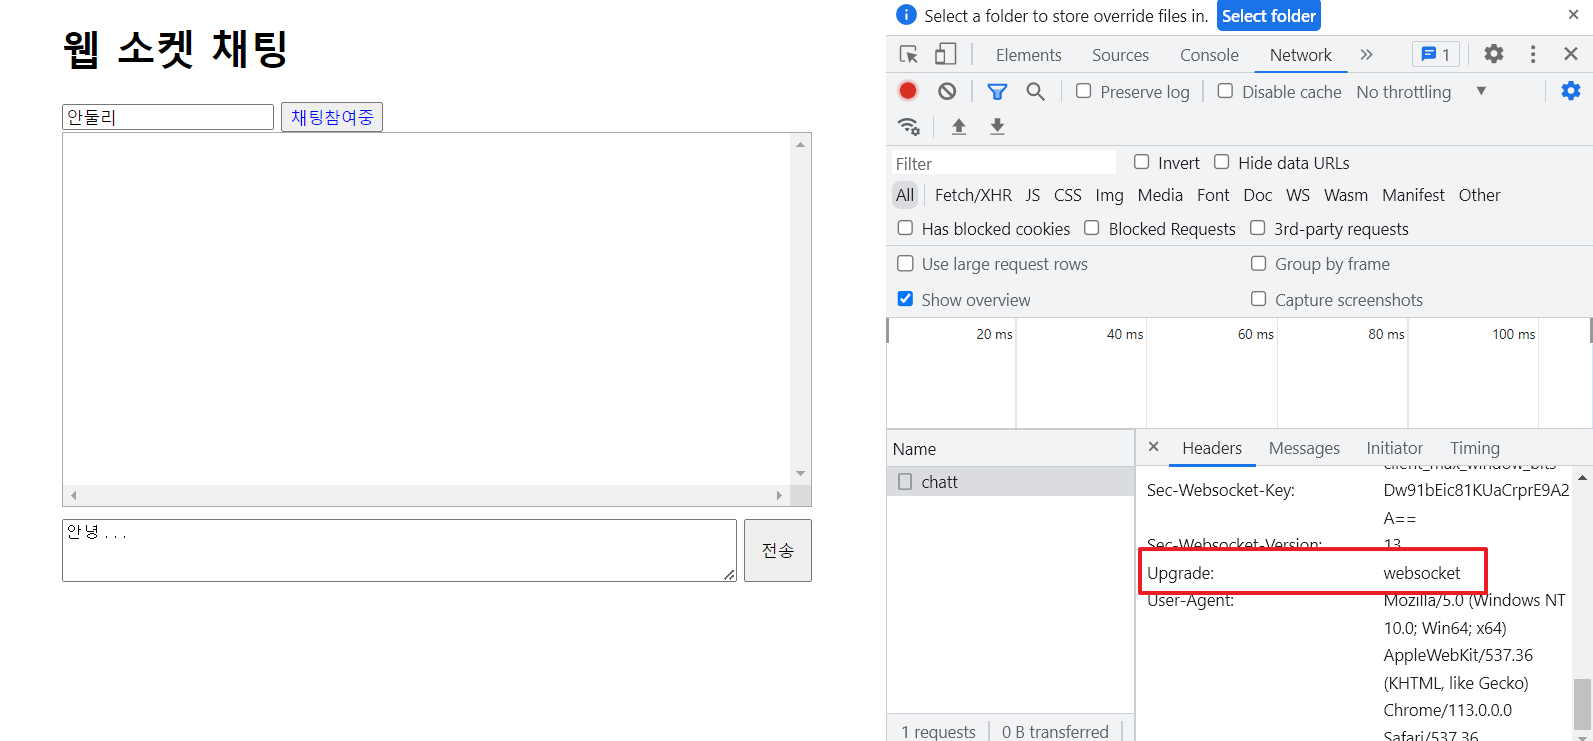 웹 소켓 채팅
안둘리 채팅참여중
안녕...
전송
Select a folder to store override files in. Select folder
Elements Sources Console Network 1
Preserve log Disable cache No throttling
Filter Invert Hide data URLs
All Fetch/XHR JS CSS Img Media Font Doc WS Wasm Manifest Other
Has blocked cookies Blocked Requests 3rd-party requests
Use large request rows Group by frame
Show overview Capture screenshots
20 ms 40 ms 60 ms 80 ms 100 ms
Name
chatt
1 requests 0 B transferred
Headers Messages Initiator Timing
client_max_window_bits
Sec-Websocket-Key: Dw91bEic81KUaCrprE9A2
A==
Sec-Websocket-Version: 13
Upgrade: websocket
User-Agent: Mozilla/5.0 (Windows NT
10.0; Win64; x64)
AppleWebKit/537.36
(KHTML, like Gecko)
Chrome/113.0.0.0
Safari/537.36